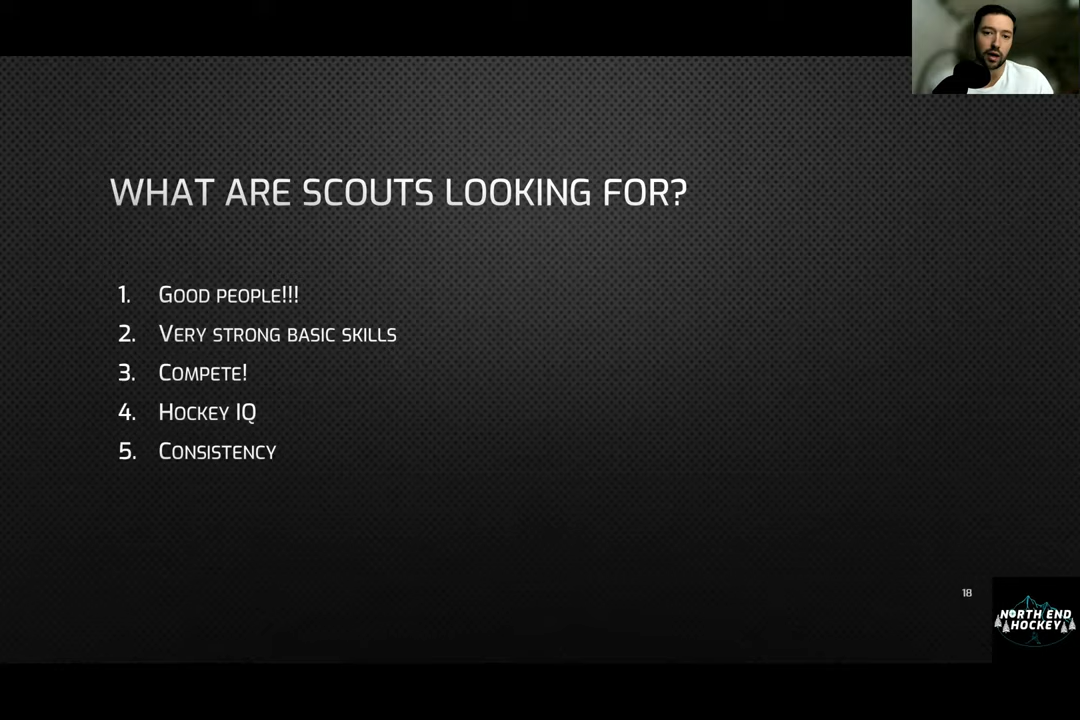 WHAT ARE SCOUTS LOOKING FOR?
1. GOOD PEOPLE!!!
2. VERY STRONG BASIC SKILLS
3. COMPETE!
4. HOCKEY IQ
5. CONSISTENCY
18
NORTH END
HOCKEY